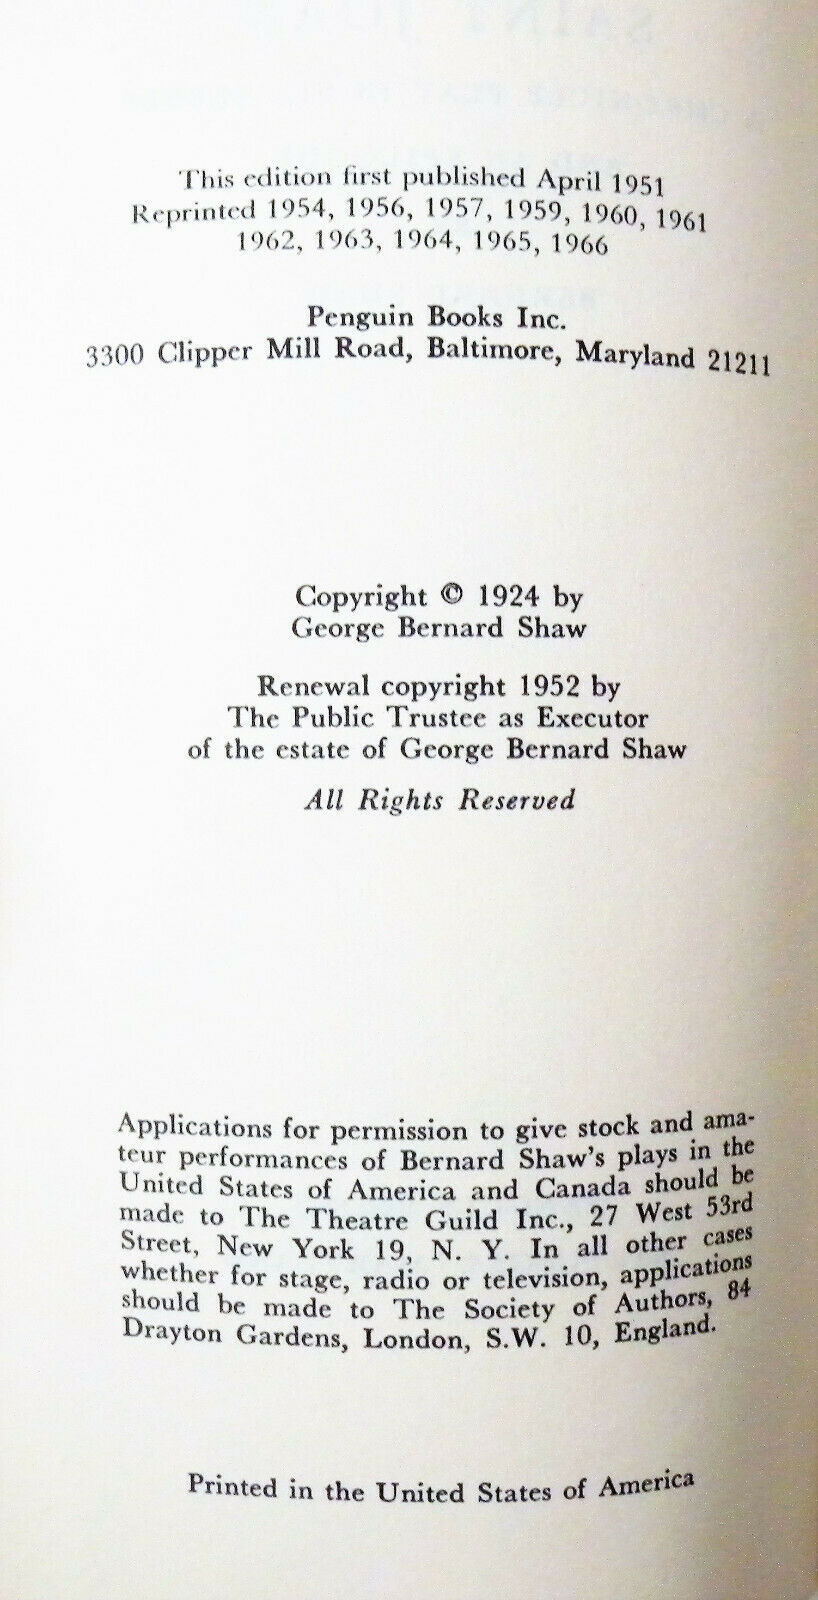 This edition first published April 1951
Reprinted 1954, 1956, 1957, 1959, 1960, 1961
1962, 1963, 1964, 1965, 1966
Penguin Books Inc.
3300 Clipper Mill Road, Baltimore, Maryland 21211
Copyright © 1924 by
George Bernard Shaw
Renewal copyright 1952 by
The Public Trustee as Executor
of the estate of George Bernard Shaw
All Rights Reserved
Applications for permission to give stock and ama-
teur performances of Bernard Shaw's plays in the
United States of America and Canada should be
made to The Theatre Guild Inc., 27 West 53rd
Street, New York 19, N. Y. In all other cases
whether for stage, radio or television, applications
should be made to The Society of Authors, 84
Drayton Gardens, London, S.W. 10, England.
Printed in the United States of America